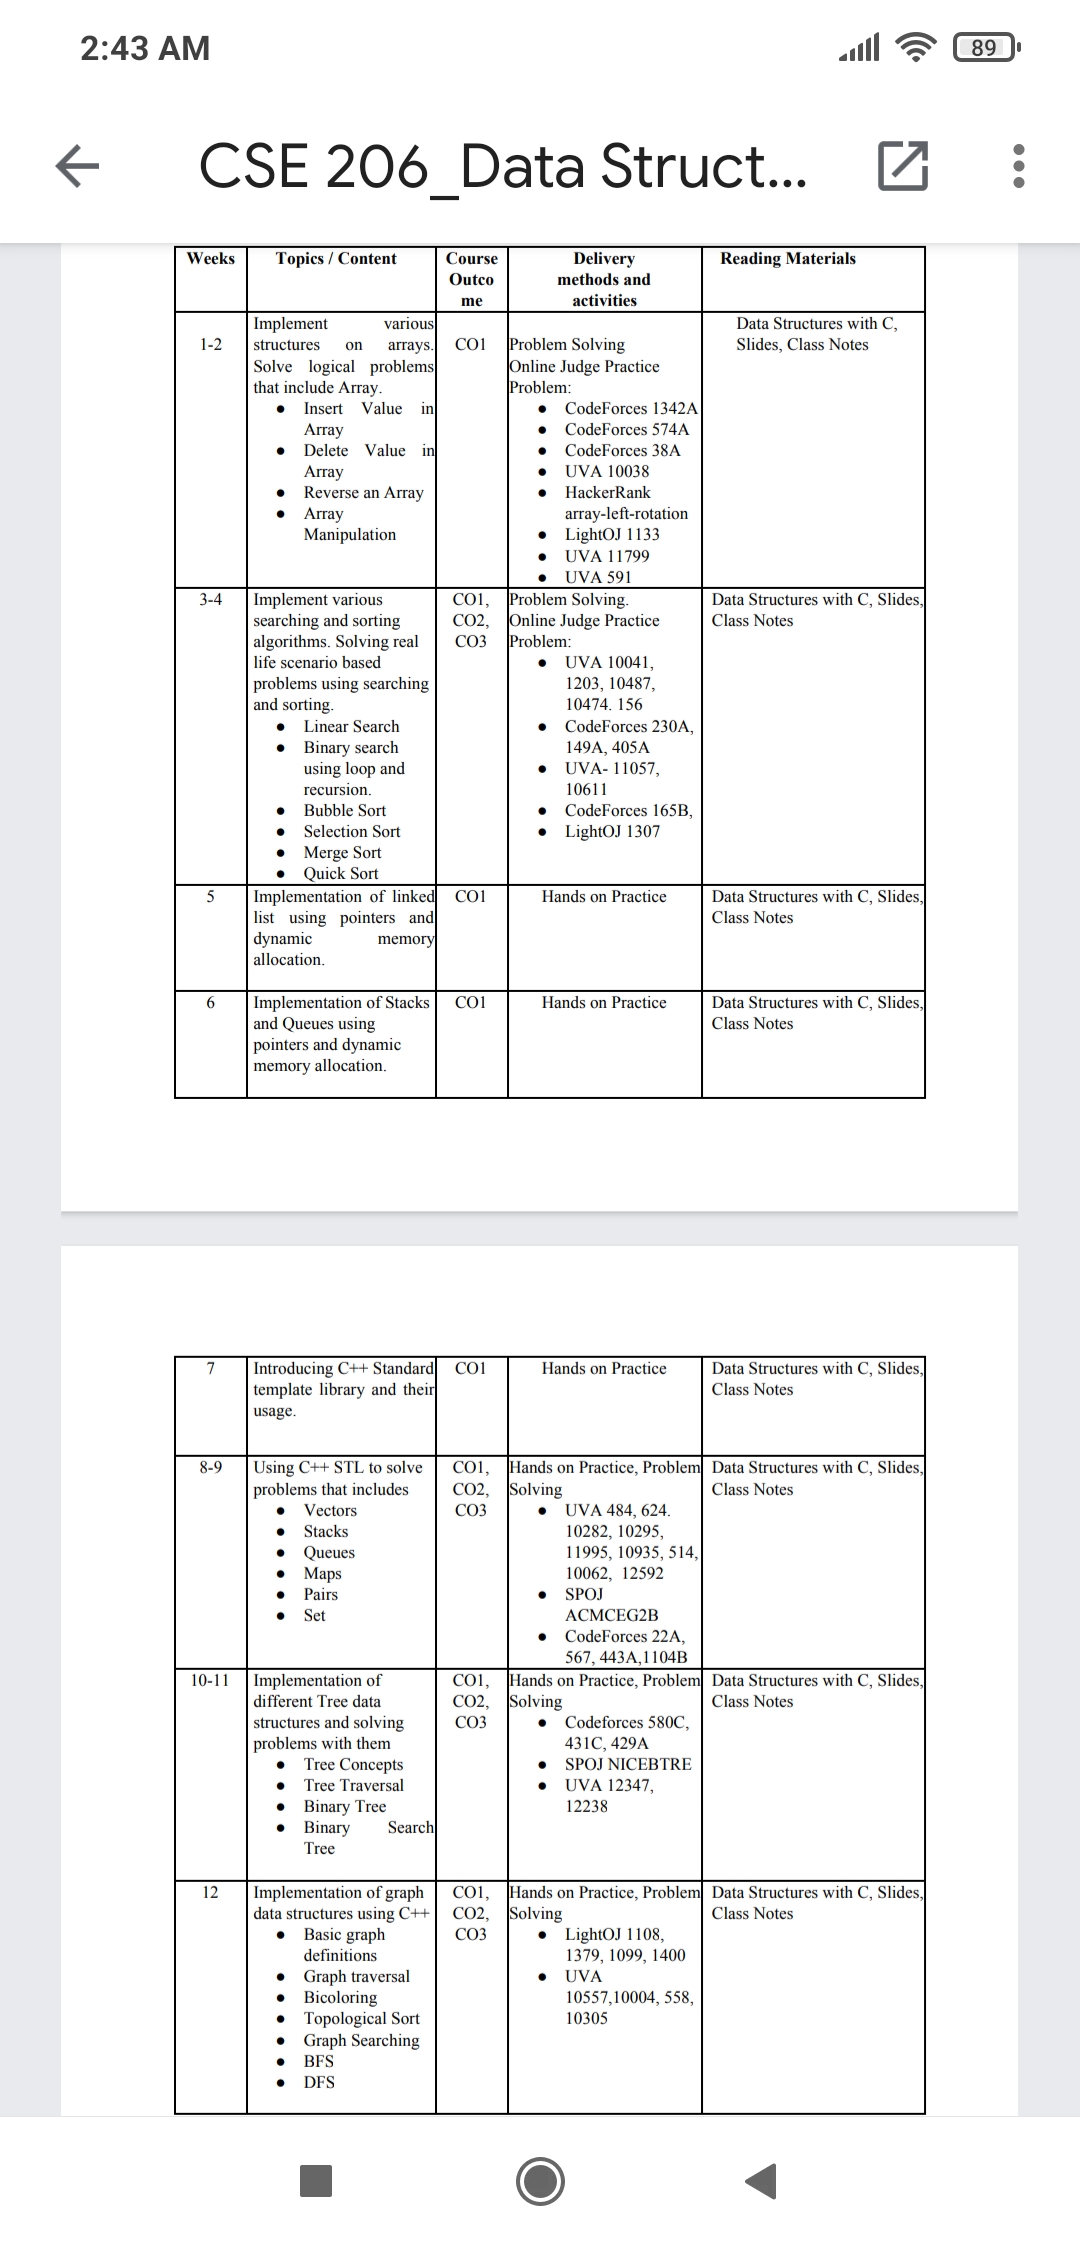 2:43 AM
89
CSE 206_Data Struct...
Weeks
Topics / Content
Course
Outco
me
Delivery
methods and
activities
Reading Materials
1-2
Implement various
structures on arrays.
Solve logical problems
that include Array.
● Insert Value in
Array
● Delete Value in
Array
● Reverse an Array
● Array
Manipulation
CO1
Problem Solving
Online Judge Practice
Problem:
● CodeForces 1342A
● CodeForces 574A
● CodeForces 38A
● UVA 10038
● HackerRank
array-left-rotation
● LightOJ 1133
● UVA 11799
● UVA 591
Data Structures with C,
Slides, Class Notes
3-4
Implement various
searching and sorting
algorithms. Solving real
life scenario based
problems using searching
and sorting.
● Linear Search
● Binary search
using loop and
recursion.
● Bubble Sort
● Selection Sort
● Merge Sort
● Quick Sort
CO1,
CO2,
CO3
Problem Solving.
Online Judge Practice
Problem:
● UVA 10041,
1203, 10487,
10474. 156
● CodeForces 230A,
149A, 405A
● UVA- 11057,
10611
● CodeForces 165B,
● LightOJ 1307
Data Structures with C, Slides,
Class Notes
5
Implementation of linked
list using pointers and
dynamic memory
allocation.
CO1
Hands on Practice
Data Structures with C, Slides,
Class Notes
6
Implementation of Stacks
and Queues using
pointers and dynamic
memory allocation.
CO1
Hands on Practice
Data Structures with C, Slides,
Class Notes
7
Introducing C++ Standard
template library and their
usage.
CO1
Hands on Practice
Data Structures with C, Slides,
Class Notes
8-9
Using C++ STL to solve
problems that includes
● Vectors
● Stacks
● Queues
● Maps
● Pairs
● Set
CO1,
CO2,
CO3
Hands on Practice, Problem
Solving
● UVA 484, 624.
10282, 10295,
11995, 10935, 514,
10062, 12592
● SPOJ
ACMCEG2B
● CodeForces 22A,
567, 443A,1104B
Data Structures with C, Slides,
Class Notes
10-11
Implementation of
different Tree data
structures and solving
problems with them
● Tree Concepts
● Tree Traversal
● Binary Tree
● Binary Search
Tree
CO1,
CO2,
CO3
Hands on Practice, Problem
Solving
● Codeforces 580C,
431C, 429A
● SPOJ NICEBTRE
● UVA 12347,
12238
Data Structures with C, Slides,
Class Notes
12
Implementation of graph
data structures using C++
● Basic graph
definitions
● Graph traversal
● Bicoloring
● Topological Sort
● Graph Searching
● BFS
● DFS
CO1,
CO2,
CO3
Hands on Practice, Problem
Solving
● LightOJ 1108,
1379, 1099, 1400
● UVA
10557,10004, 558,
10305
Data Structures with C, Slides,
Class Notes